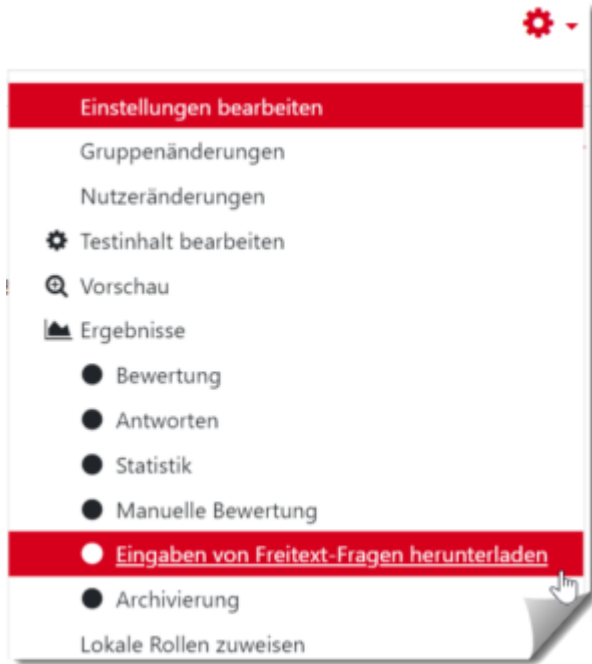 Einstellungen bearbeiten
Gruppenänderungen
Nutzeränderungen
Testinhalt bearbeiten
Vorschau
Ergebnisse
Bewertung
Antworten
Statistik
Manuelle Bewertung
Eingaben von Freitext-Fragen herunterladen
Archivierung
Lokale Rollen zuweisen